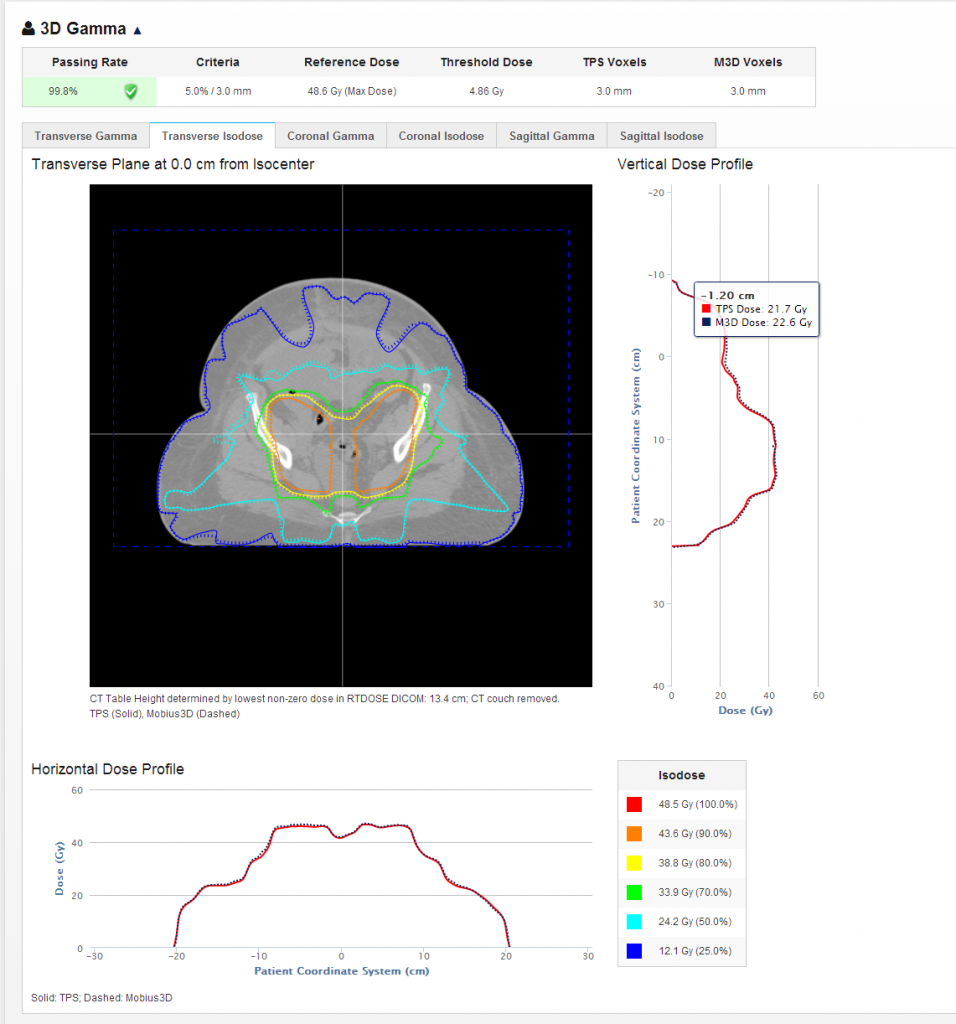 3D Gamma ▲
Passing Rate Criteria Reference Dose Threshold Dose TPS Voxels M3D Voxels
99.8% 5.0% / 3.0 mm 48.6 Gy (Max Dose) 4.86 Gy 3.0 mm 3.0 mm
Transverse Gamma Transverse Isodose Coronal Gamma Coronal Isodose Sagittal Gamma Sagittal Isodose
Transverse Plane at 0.0 cm from Isocenter
CT Table Height determined by lowest non-zero dose in RTDOSE DICOM: 13.4 cm; CT couch removed.
TPS (Solid), Mobius3D (Dashed)
Vertical Dose Profile
-20
-10
0
10
20
30
40
Patient Coordinate System (cm)
-1.20 cm
TPS Dose: 21.7 Gy
M3D Dose: 22.6 Gy
0 20 40 60
Dose (Gy)
Horizontal Dose Profile
60
40
20
0
Dose (Gy)
-30 -20 -10 0 10 20 30
Patient Coordinate System (cm)
Solid: TPS; Dashed: Mobius3D
Isodose
48.5 Gy (100.0%)
43.6 Gy (90.0%)
38.8 Gy (80.0%)
33.9 Gy (70.0%)
24.2 Gy (50.0%)
12.1 Gy (25.0%)